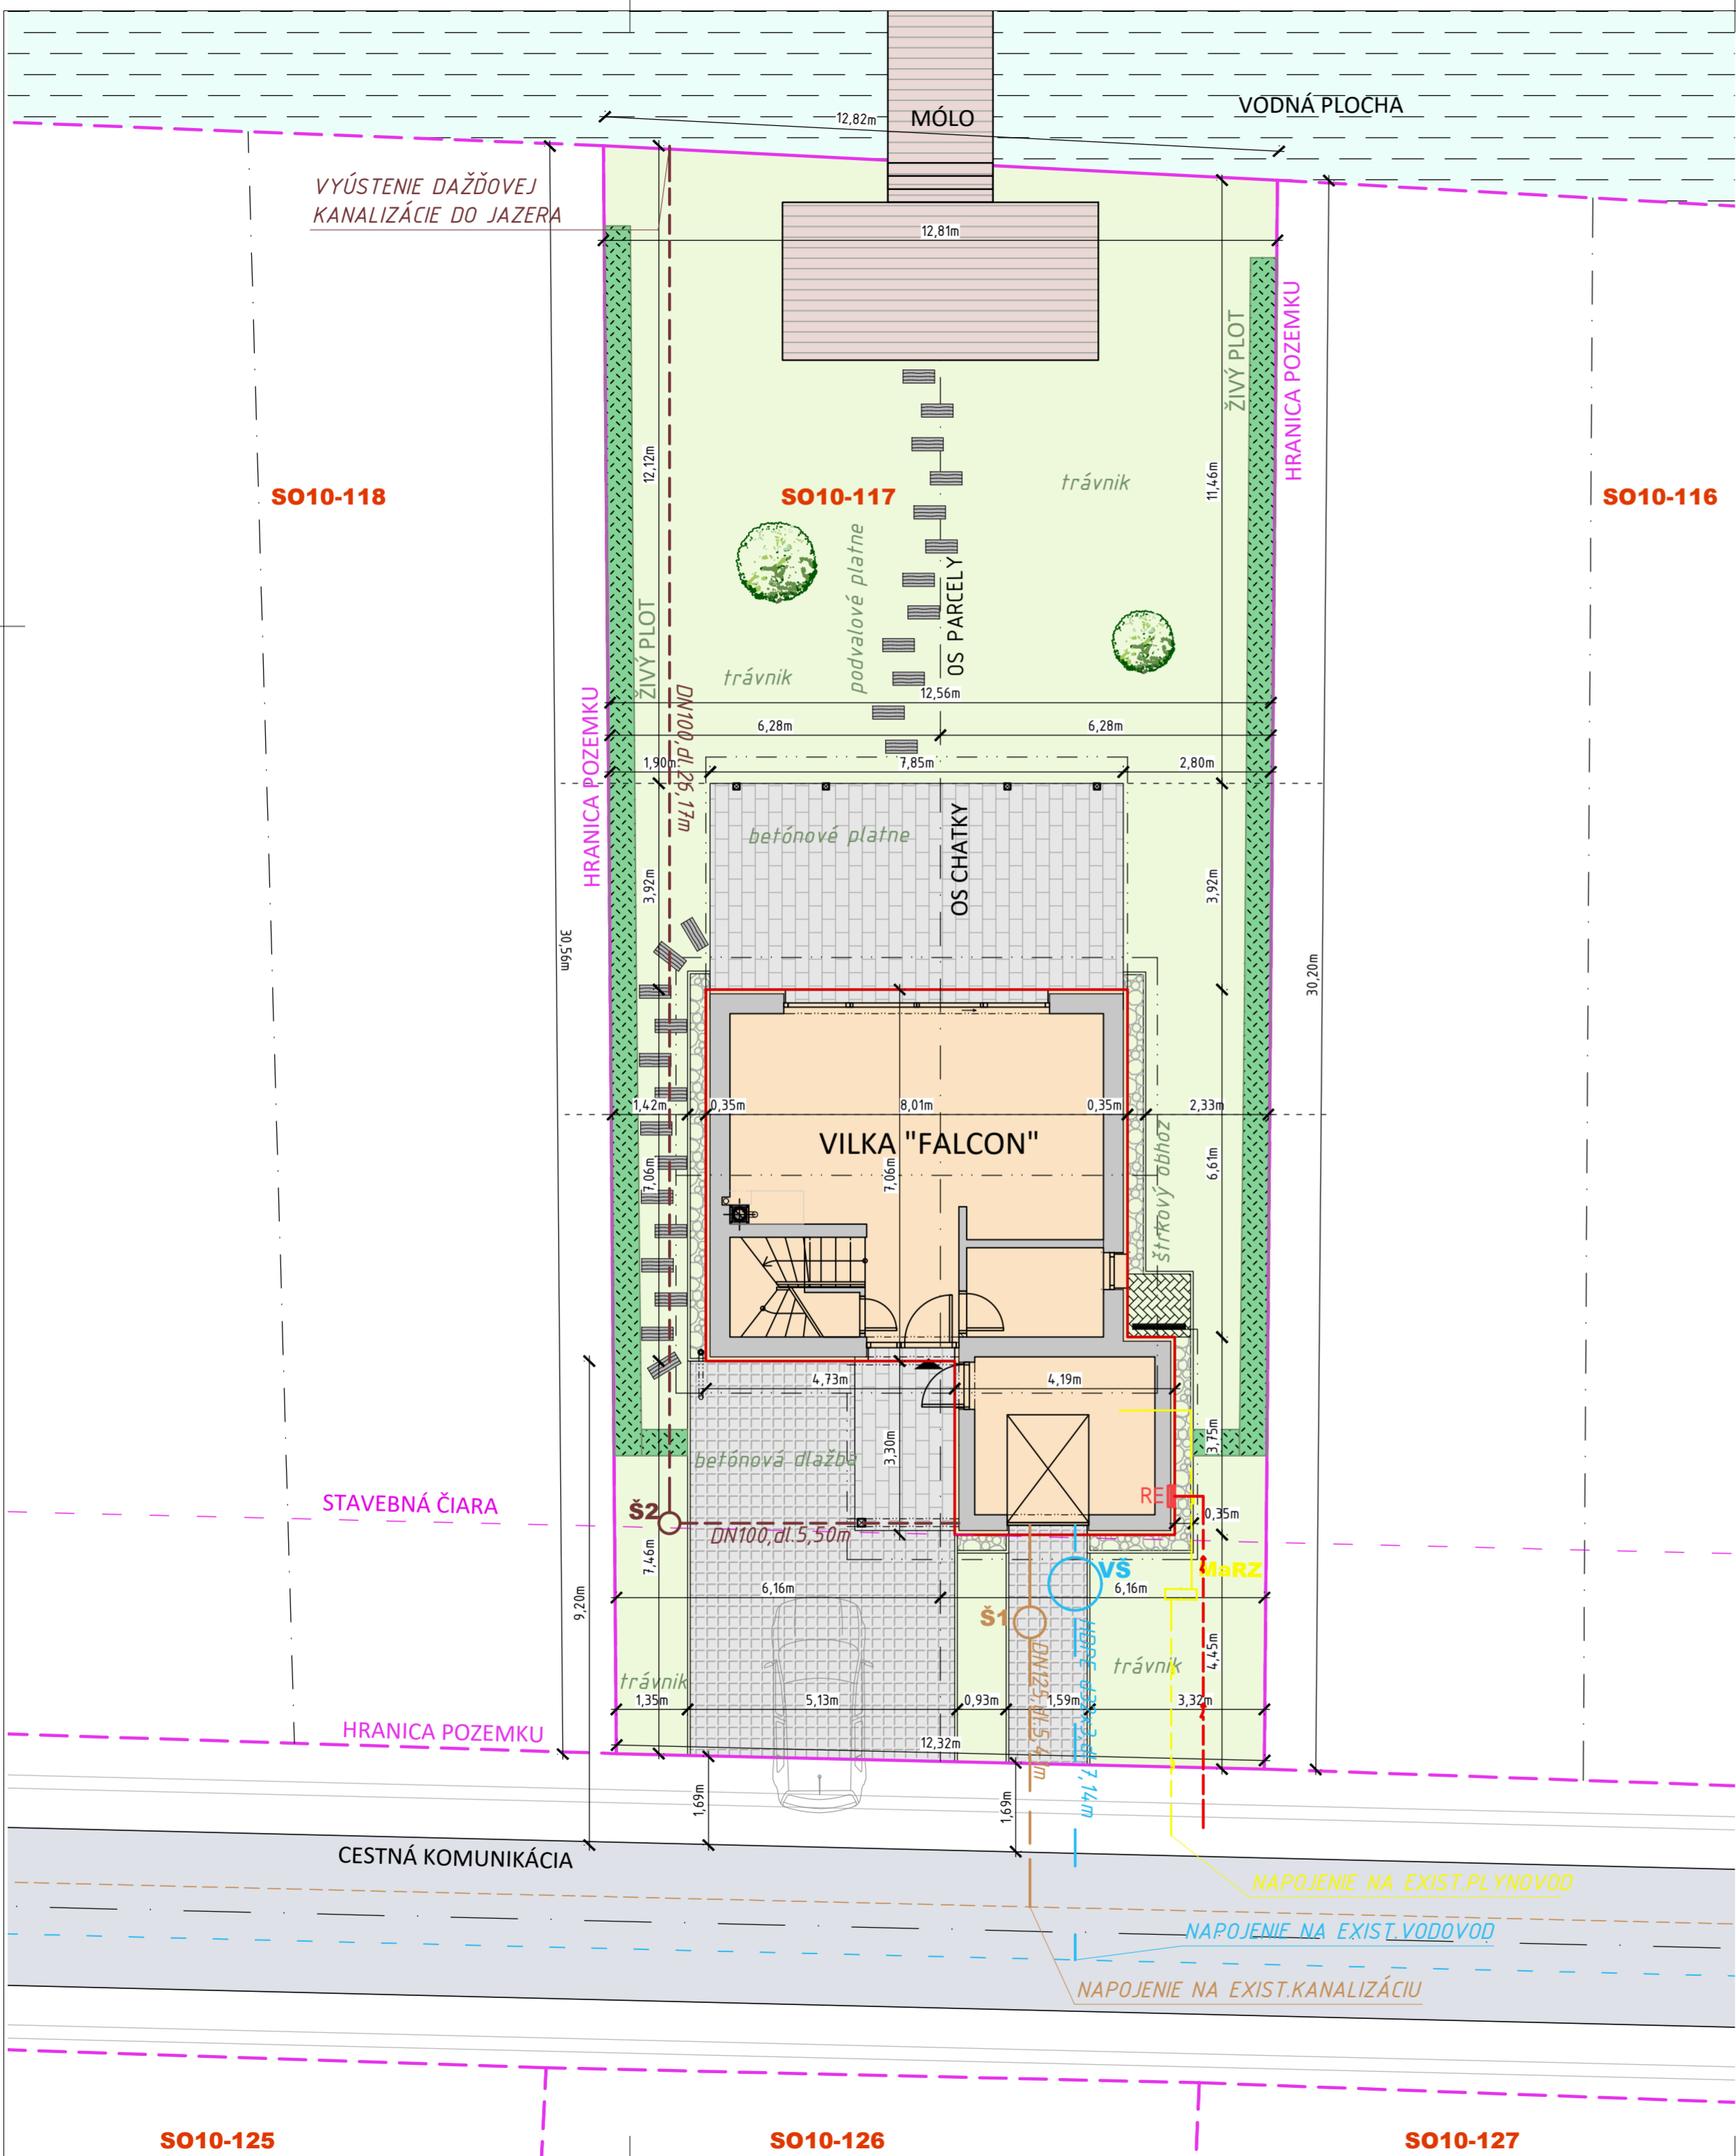 VODNÁ PLOCHA
MÓLO
12,82m
VYÚSTENIE DAŽĎOVEJ
KANALIZÁCIE DO JAZERA
12,81m
ŽIVÝ PLOT
HRANICA POZEMKU
12,12m
11,46m
trávnik
SO10-118
SO10-117
SO10-116
podvalové platne
OS PARCELY
ŽIVÝ PLOT
trávnik
HRANICA POZEMKU
DN100,dl.26,17m
12,56m
6,28m
6,28m
1,90m
7,85m
2,80m
betónové platne
OS CHATKY
3,92m
3,92m
30,56m
30,20m
1,42m
0,35m
8,01m
0,35m
2,33m
VILKA "FALCON"
7,06m
7,06m
6,61m
štrkový obhoz
4,73m
4,19m
3,30m
3,75m
betónová dlažba
STAVEBNÁ ČIARA
RE
0,35m
Š2
DN100,dl.5,50m
7,46m
VŠ
MaRZ
9,20m
6,16m
6,16m
Š1
4,45m
HDPE d32x3,dl.7,14m
trávnik
trávnik
1,35m
5,13m
0,93m
1,59m
3,32m
HRANICA POZEMKU
12,32m
1,69m
1,69m
CESTNÁ KOMUNIKÁCIA
NAPOJENIE NA EXIST.PLYNOVOD
NAPOJENIE NA EXIST.VODOVOD
NAPOJENIE NA EXIST.KANALIZÁCIU
SO10-125
SO10-126
SO10-127